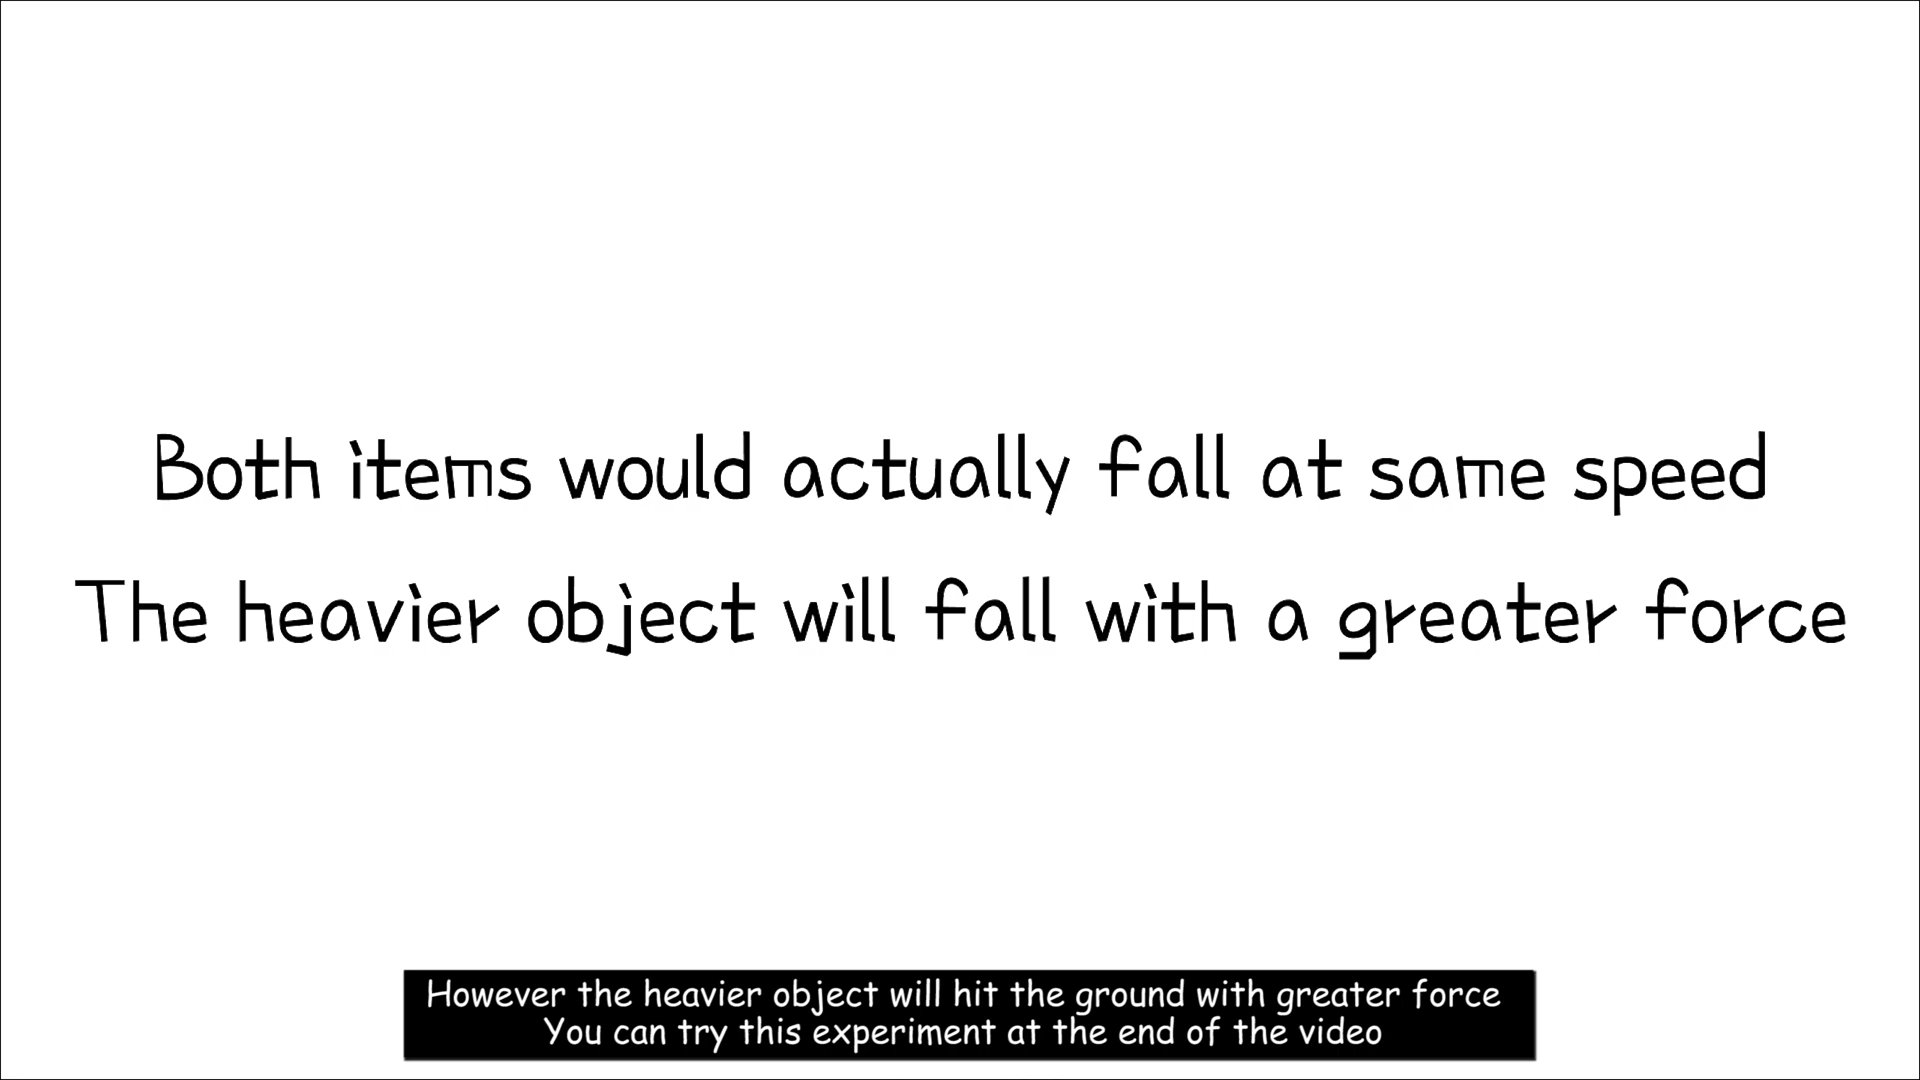 Both items would actually fall at same speed
The heavier object will fall with a greater force
However the heavier object will hit the ground with greater force
You can try this experiment at the end of the video